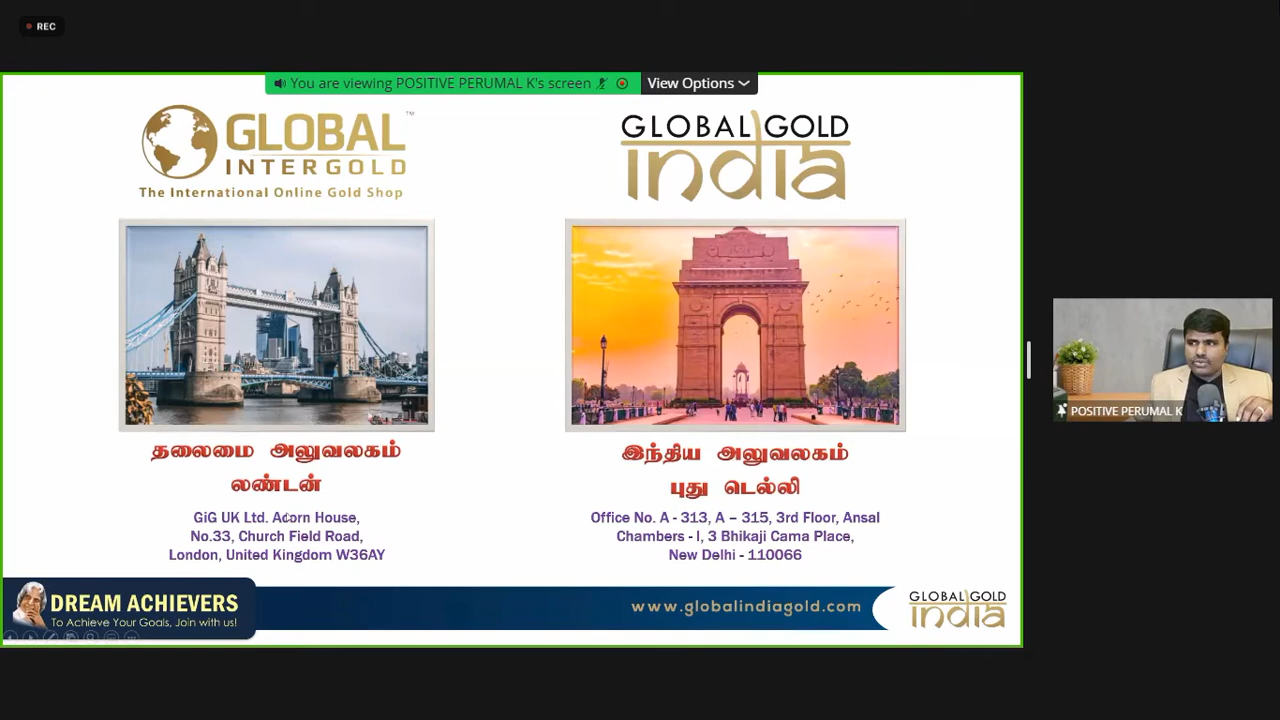 REC
You are viewing POSITIVE PERUMAL K's screen
View Options
GLOBAL
INTERGOLD
TM
The International Online Gold Shop
GLOBAL GOLD
india
தலைமை அலுவலகம்
லண்டன்
GiG UK Ltd. Acorn House,
No.33, Church Field Road,
London, United Kingdom W36AY
இந்திய அலுவலகம்
புது டெல்லி
Office No. A - 313, A – 315, 3rd Floor, Ansal
Chambers - I, 3 Bhikaji Cama Place,
New Delhi - 110066
POSITIVE PERUMAL K
DREAM ACHIEVERS
To Achieve Your Goals, Join with us!
www.globalindiagold.com
GLOBAL GOLD
india